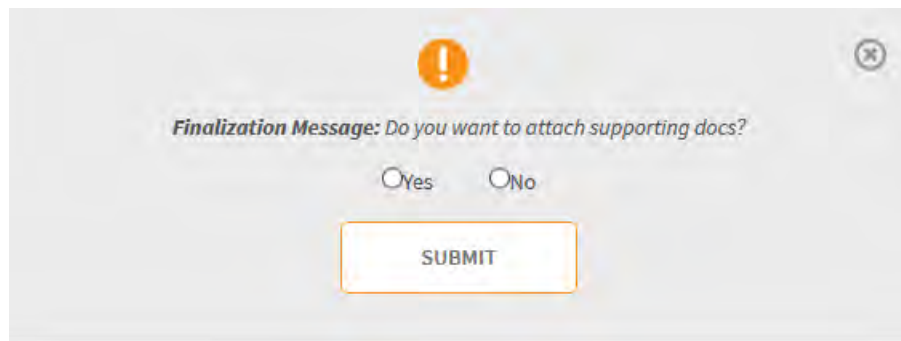 Finalization Message: Do you want to attach supporting docs?
Yes No
SUBMIT